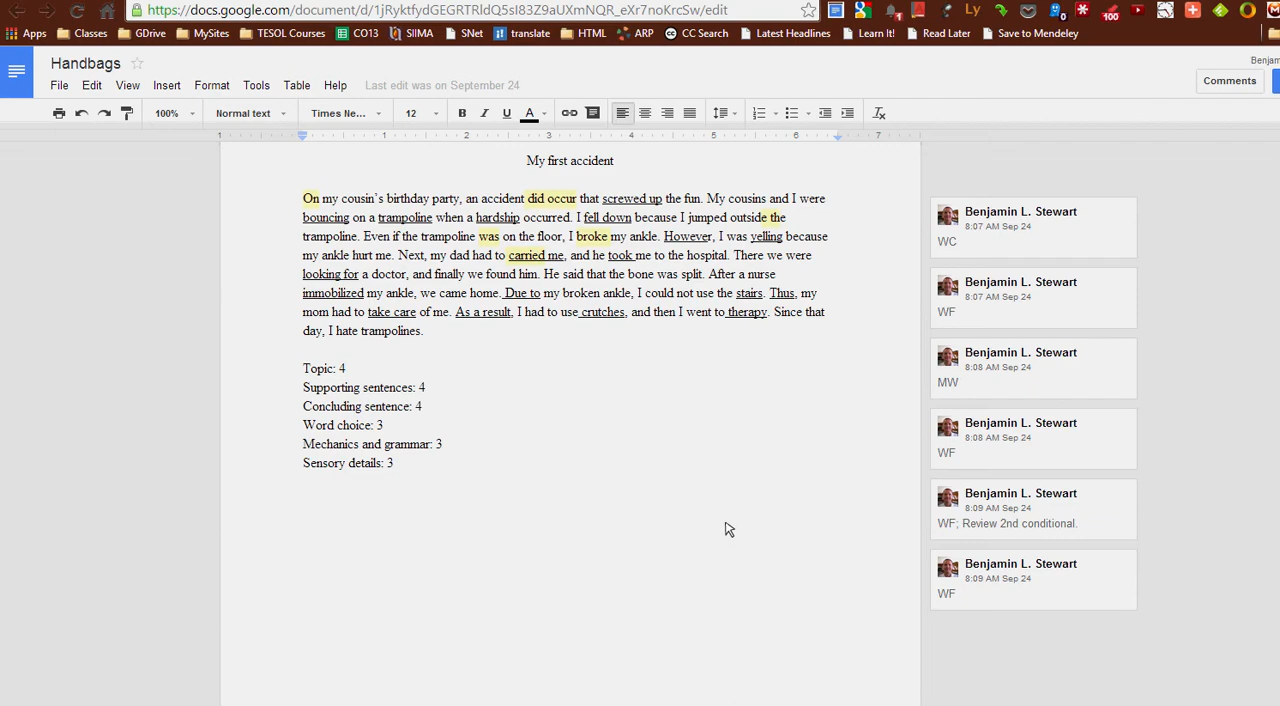 https://docs.google.com/document/d/1jRyktfydGEGRTRldQ5sI83Z9aUXmNQR_eXr7noKrcSw/edit
Ly
1
0
100
Apps Classes GDrive MySites TESOL Courses CO13 SIIMA SNet translate HTML ARP CC Search Latest Headlines Learn It! Read Later Save to Mendeley
Handbags
Benjam
File Edit View Insert Format Tools Table Help Last edit was on September 24
Comments
100% Normal text Times Ne... 12 B I U A
1 1 2 3 4 5 6 7
My first accident
On my cousin's birthday party, an accident did occur that screwed up the fun. My cousins and I were
bouncing on a trampoline when a hardship occurred. I fell down because I jumped outside the
trampoline. Even if the trampoline was on the floor, I broke my ankle. However, I was yelling because
my ankle hurt me. Next, my dad had to carried me, and he took me to the hospital. There we were
looking for a doctor, and finally we found him. He said that the bone was split. After a nurse
immobilized my ankle, we came home. Due to my broken ankle, I could not use the stairs. Thus, my
mom had to take care of me. As a result, I had to use crutches, and then I went to therapy. Since that
day, I hate trampolines.
Topic: 4
Supporting sentences: 4
Concluding sentence: 4
Word choice: 3
Mechanics and grammar: 3
Sensory details: 3
Benjamin L. Stewart
8:07 AM Sep 24
WC
Benjamin L. Stewart
8:07 AM Sep 24
WF
Benjamin L. Stewart
8:08 AM Sep 24
MW
Benjamin L. Stewart
8:08 AM Sep 24
WF
Benjamin L. Stewart
8:09 AM Sep 24
WF; Review 2nd conditional.
Benjamin L. Stewart
8:09 AM Sep 24
WF